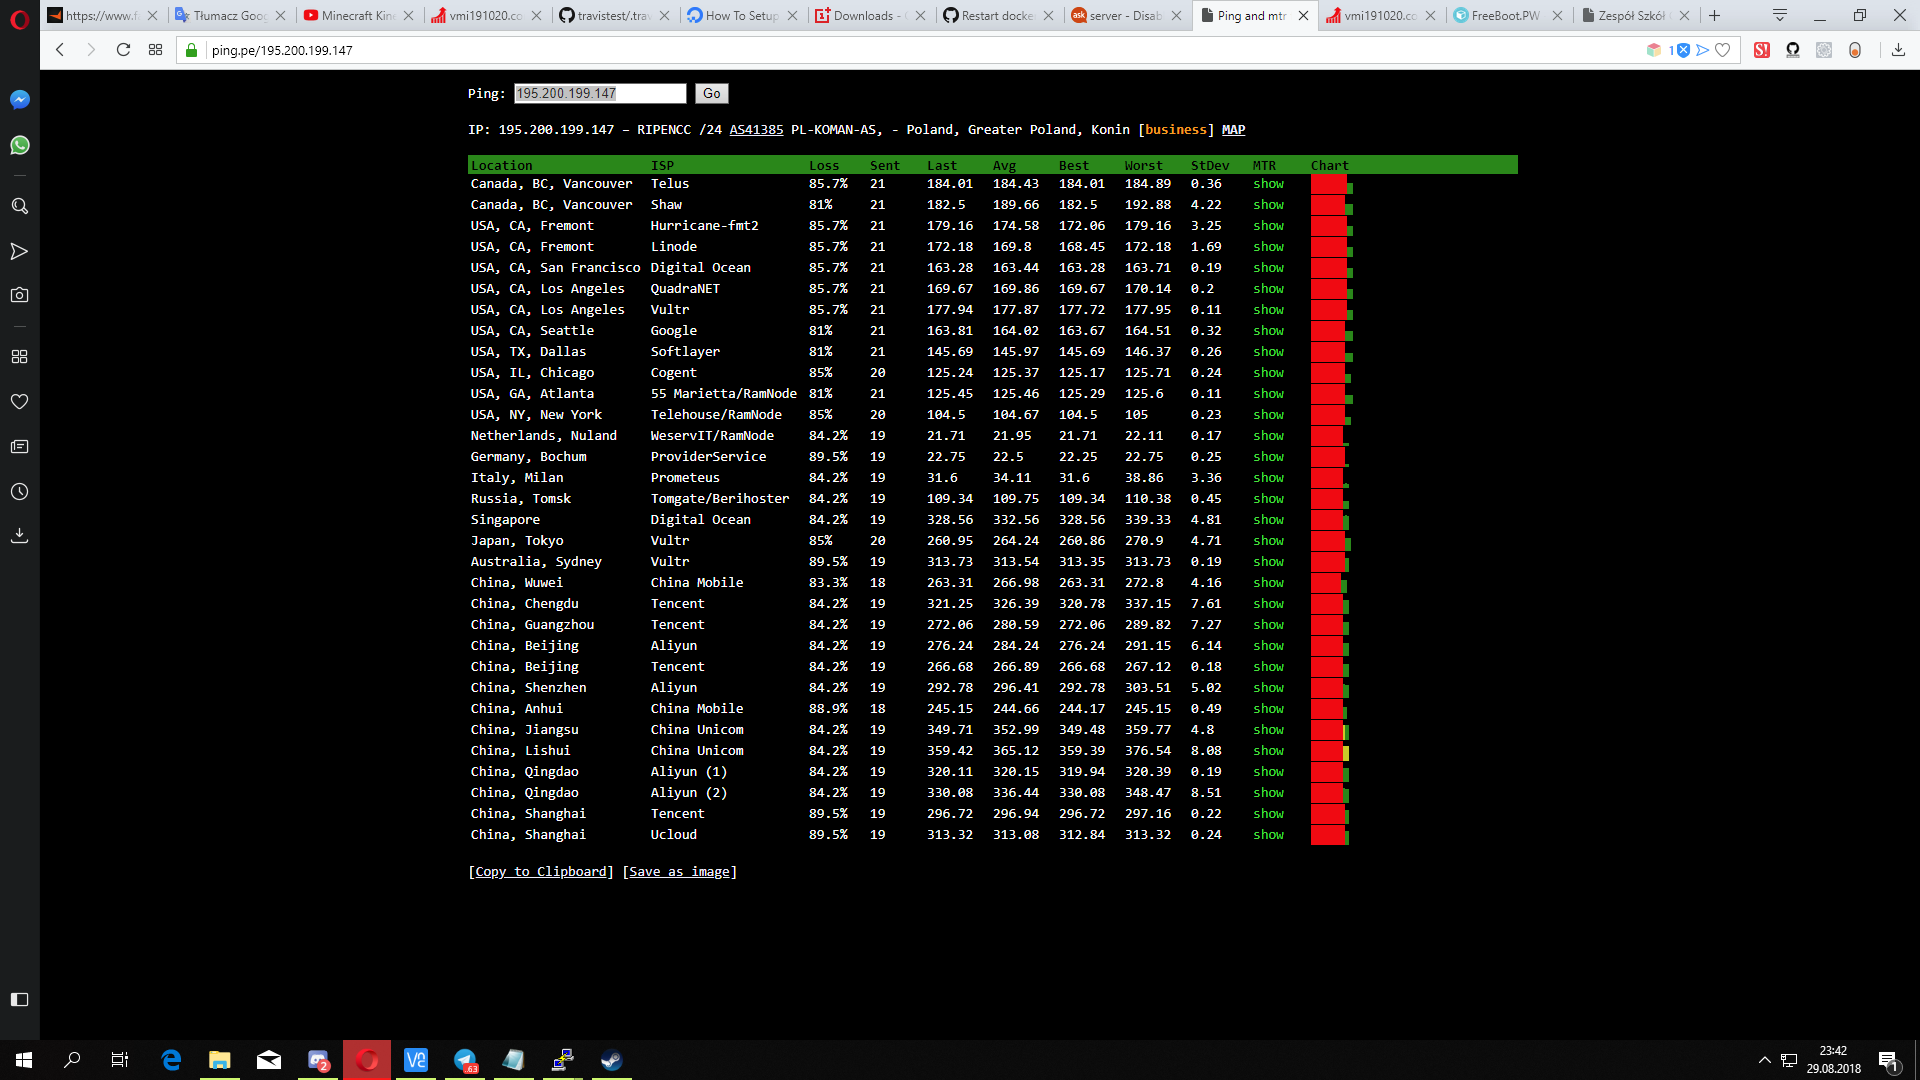 https://www.fa
Tłumacz Goog
Minecraft Kine
vmi191020.co
travistest/.trav
How To Setup
Downloads - O
Restart docker
server - Disab
Ping and mtr
vmi191020.co
FreeBoot.PW
Zespół Szkół
ping.pe/195.200.199.147
1
Ping: 195.200.199.147 Go
IP: 195.200.199.147 – RIPENCC /24 AS41385 PL-KOMAN-AS, - Poland, Greater Poland, Konin [business] MAP
Location ISP Loss Sent Last Avg Best Worst StDev MTR Chart
Canada, BC, Vancouver Telus 85.7% 21 184.01 184.43 184.01 184.89 0.36 show
Canada, BC, Vancouver Shaw 81% 21 182.5 189.66 182.5 192.88 4.22 show
USA, CA, Fremont Hurricane-fmt2 85.7% 21 179.16 174.58 172.06 179.16 3.25 show
USA, CA, Fremont Linode 85.7% 21 172.18 169.8 168.45 172.18 1.69 show
USA, CA, San Francisco Digital Ocean 85.7% 21 163.28 163.44 163.28 163.71 0.19 show
USA, CA, Los Angeles QuadraNET 85.7% 21 169.67 169.86 169.67 170.14 0.2 show
USA, CA, Los Angeles Vultr 85.7% 21 177.94 177.87 177.72 177.95 0.11 show
USA, CA, Seattle Google 81% 21 163.81 164.02 163.67 164.51 0.32 show
USA, TX, Dallas Softlayer 81% 21 145.69 145.97 145.69 146.37 0.26 show
USA, IL, Chicago Cogent 85% 20 125.24 125.37 125.17 125.71 0.24 show
USA, GA, Atlanta 55 Marietta/RamNode 81% 21 125.45 125.46 125.29 125.6 0.11 show
USA, NY, New York Telehouse/RamNode 85% 20 104.5 104.67 104.5 105 0.23 show
Netherlands, Nuland WeservIT/RamNode 84.2% 19 21.71 21.95 21.71 22.11 0.17 show
Germany, Bochum ProviderService 89.5% 19 22.75 22.5 22.25 22.75 0.25 show
Italy, Milan Prometeus 84.2% 19 31.6 34.11 31.6 38.86 3.36 show
Russia, Tomsk Tomgate/Berihoster 84.2% 19 109.34 109.75 109.34 110.38 0.45 show
Singapore Digital Ocean 84.2% 19 328.56 332.56 328.56 339.33 4.81 show
Japan, Tokyo Vultr 85% 20 260.95 264.24 260.86 270.9 4.71 show
Australia, Sydney Vultr 89.5% 19 313.73 313.54 313.35 313.73 0.19 show
China, Wuwei China Mobile 83.3% 18 263.31 266.98 263.31 272.8 4.16 show
China, Chengdu Tencent 84.2% 19 321.25 326.39 320.78 337.15 7.61 show
China, Guangzhou Tencent 84.2% 19 272.06 280.59 272.06 289.82 7.27 show
China, Beijing Aliyun 84.2% 19 276.24 284.24 276.24 291.15 6.14 show
China, Beijing Tencent 84.2% 19 266.68 266.89 266.68 267.12 0.18 show
China, Shenzhen Aliyun 84.2% 19 292.78 296.41 292.78 303.51 5.02 show
China, Anhui China Mobile 88.9% 18 245.15 244.66 244.17 245.15 0.49 show
China, Jiangsu China Unicom 84.2% 19 349.71 352.99 349.48 359.77 4.8 show
China, Lishui China Unicom 84.2% 19 359.42 365.12 359.39 376.54 8.08 show
China, Qingdao Aliyun (1) 84.2% 19 320.11 320.15 319.94 320.39 0.19 show
China, Qingdao Aliyun (2) 84.2% 19 330.08 336.44 330.08 348.47 8.51 show
China, Shanghai Tencent 89.5% 19 296.72 296.94 296.72 297.16 0.22 show
China, Shanghai Ucloud 89.5% 19 313.32 313.08 312.84 313.32 0.24 show
[Copy to Clipboard] [Save as image]
2
63
23:42
29.08.2018
1